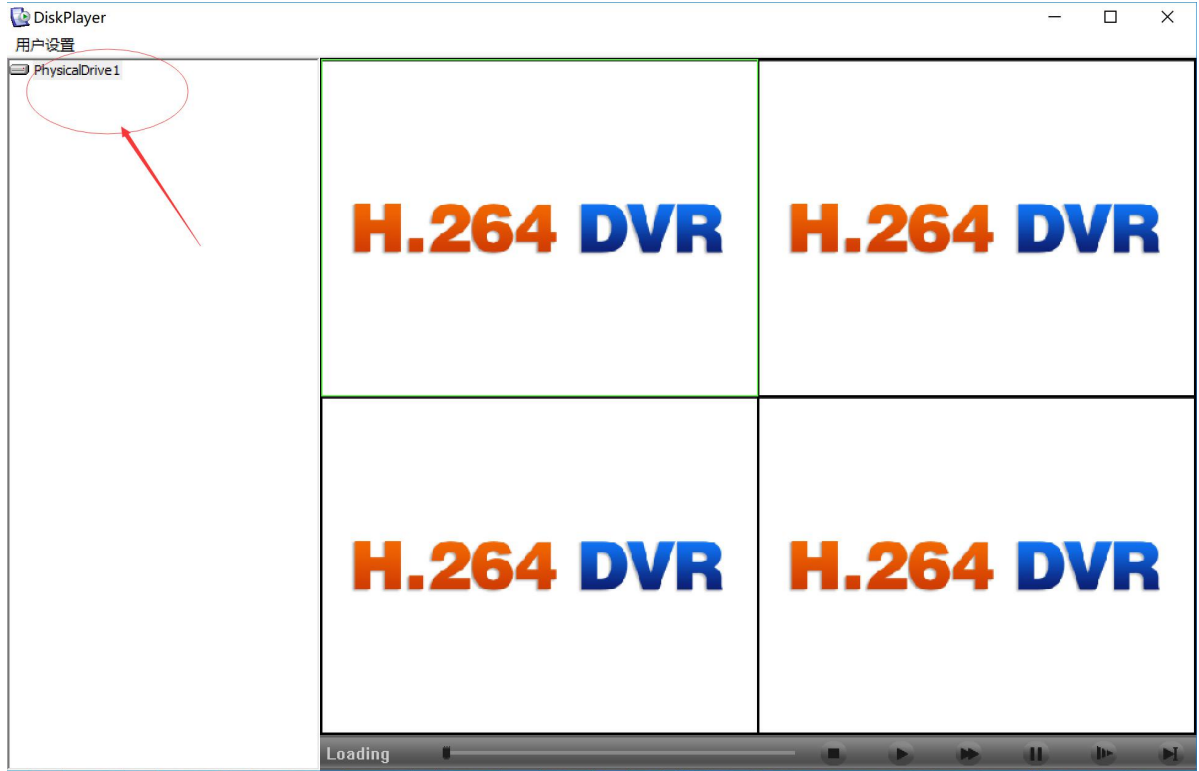 DiskPlayer
用户设置
PhysicalDrive1
H.264 DVR
H.264 DVR
H.264 DVR
H.264 DVR
Loading